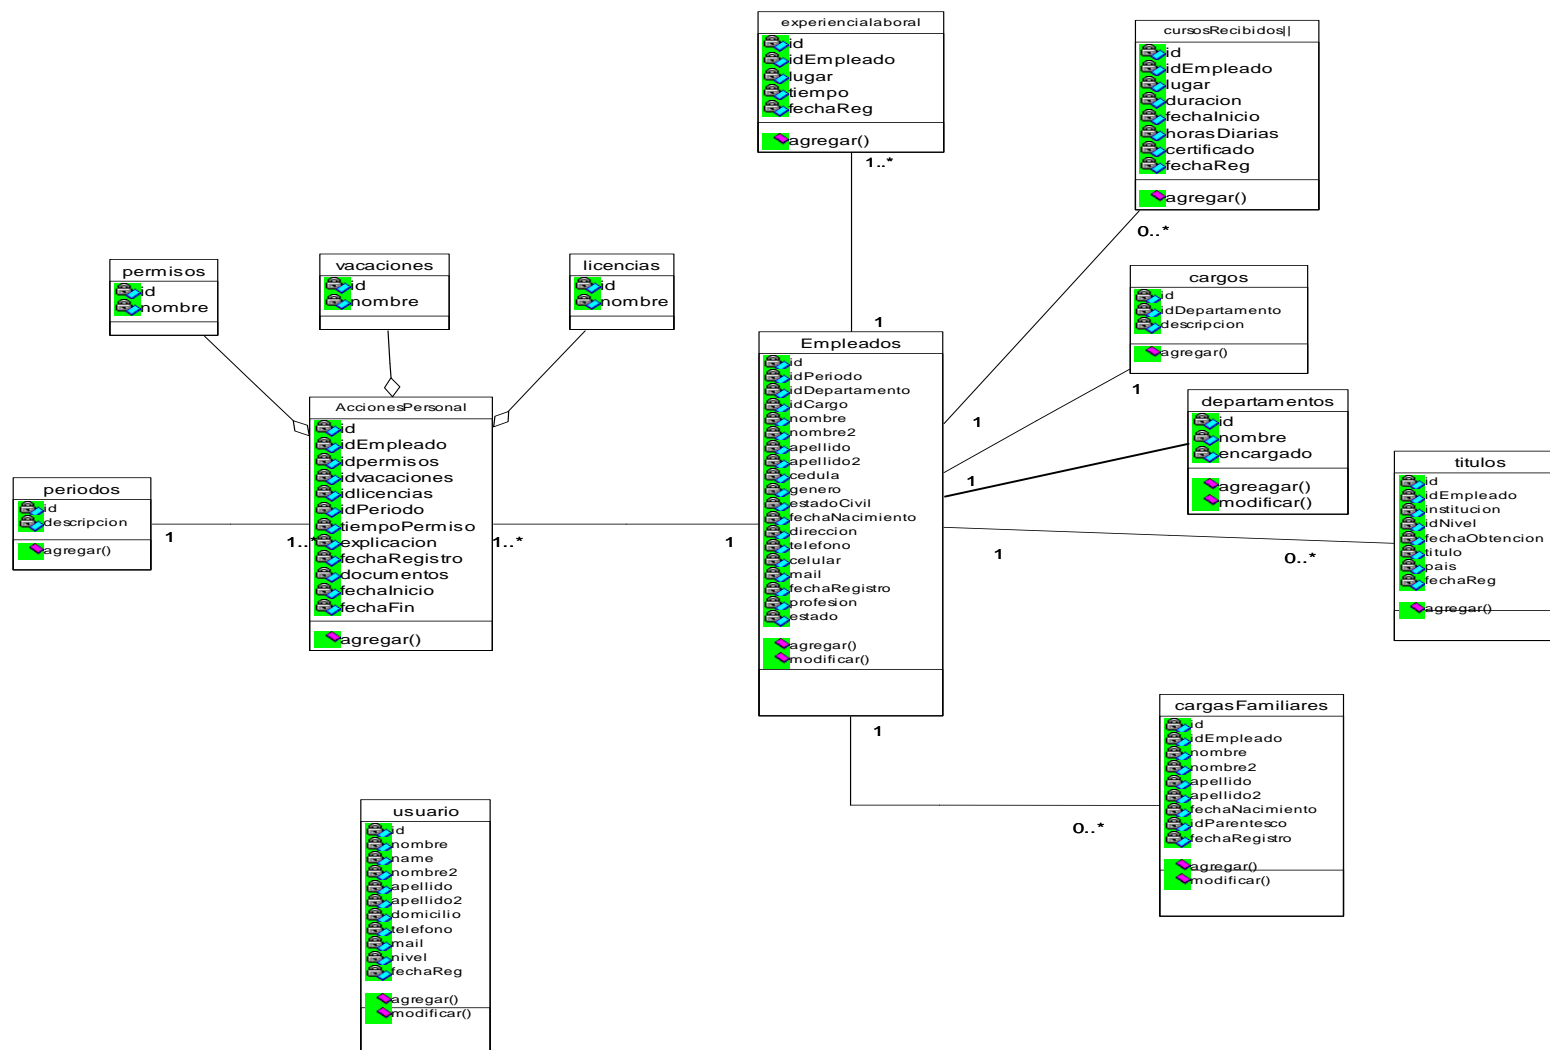 experiencialaboral
id
idEmpleado
lugar
tiempo
fechaReg
agregar()
1..*
cursosRecibidos||
id
idEmpleado
lugar
duracion
fechaInicio
horasDiarias
certificado
fechaReg
agregar()
0..*
permisos
id
nombre
vacaciones
id
nombre
licencias
id
nombre
cargos
id
idDepartamento
descripcion
agregar()
1
departamentos
id
nombre
encargado
agreagar()
modificar()
1
Empleados
id
idPeriodo
idDepartamento
idCargo
nombre
nombre2
apellido
apellido2
cedula
genero
estadoCivil
fechaNacimiento
direccion
telefono
celular
mail
fechaRegistro
profesion
estado
agregar()
modificar()
1
1
1
1
1
AccionesPersonal
id
idEmpleado
idpermisos
idvacaciones
idlicencias
idPeriodo
tiempoPermiso
explicacion
fechaRegistro
documentos
fechaInicio
fechaFin
agregar()
1..*
1..*
periodos
id
descripcion
agregar()
1
titulos
id
idEmpleado
institucion
idNivel
fechaObtencion
titulo
pais
fechaReg
agregar()
0..*
cargasFamiliares
id
idEmpleado
nombre
nombre2
apellido
apellido2
fechaNacimiento
idParentesco
fechaRegistro
agregar()
modificar()
0..*
usuario
id
nombre
name
nombre2
apellido
apellido2
domicilio
telefono
mail
nivel
fechaReg
agregar()
modificar()